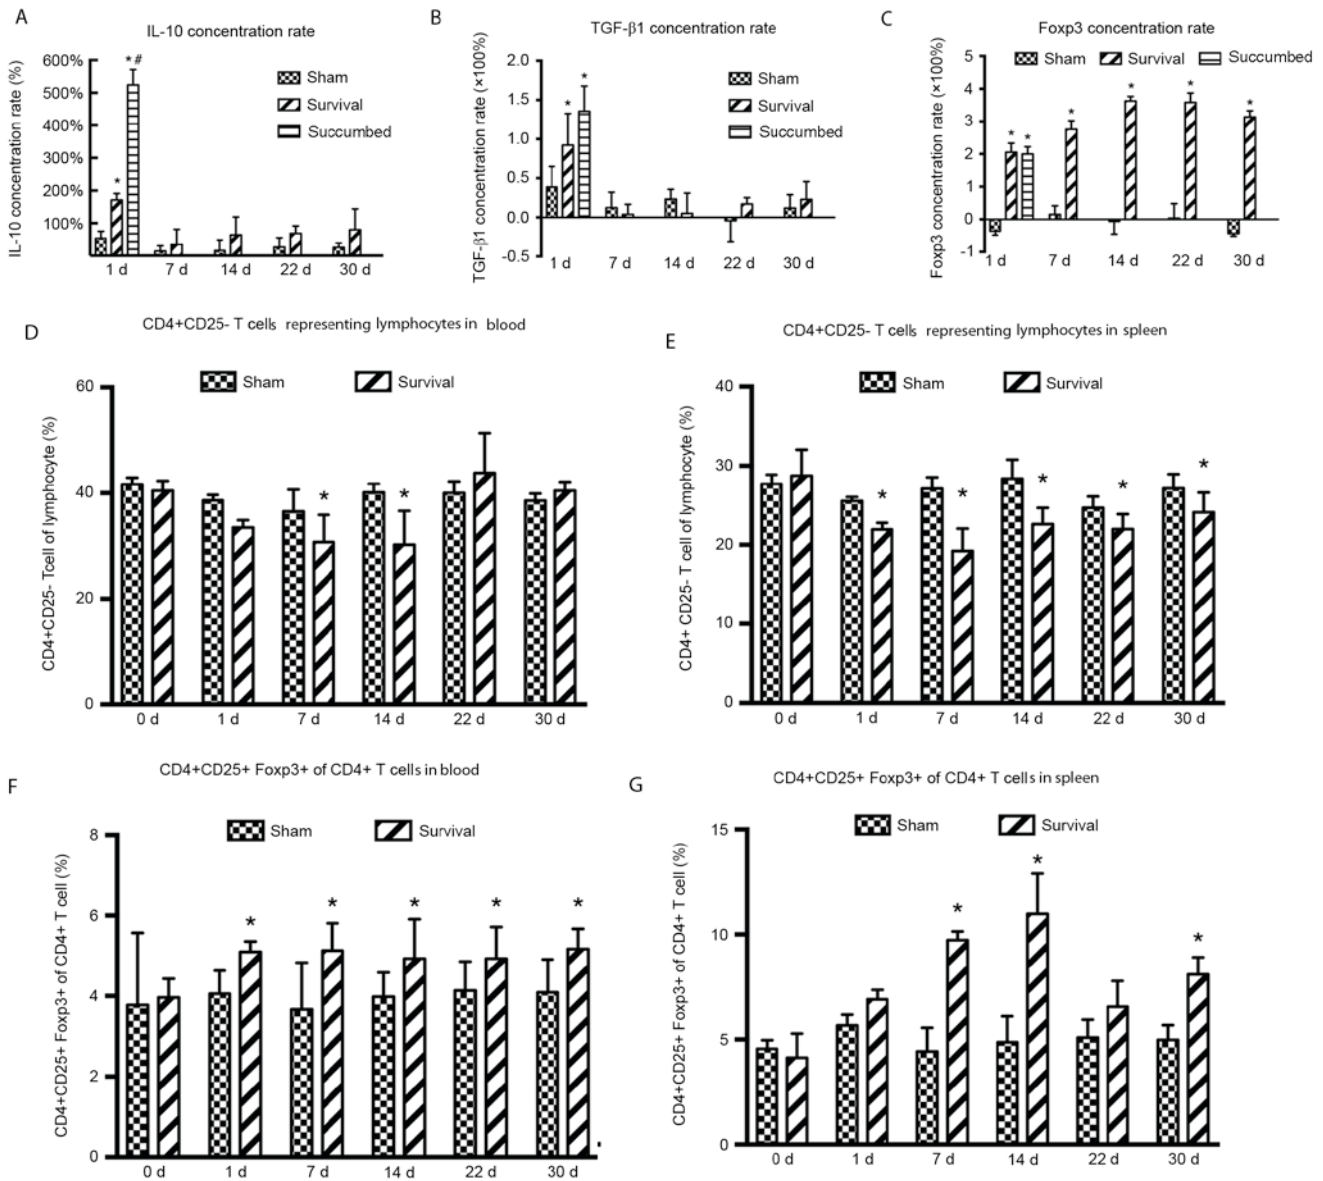 A
IL-10 concentration rate
IL-10 concentration rate (%)
600%
500%
400%
300%
200%
100%
*
*#
Sham
Survival
Succumbed
1 d 7 d 14 d 22 d 30 d
B
TGF-β1 concentration rate
TGF-β1 concentration rate (×100%)
2.0
1.5
1.0
0.5
0.0
-0.5
* *
Sham
Survival
Succumbed
1 d 7 d 14 d 22 d 30 d
C
Foxp3 concentration rate
Foxp3 concentration rate (×100%)
5
4
3
2
1
0
-1
Sham Survival Succumbed
* * * * * *
1 d 7 d 14 d 22 d 30 d
D
CD4+CD25- T cells representing lymphocytes in blood
CD4+CD25- Tcell of lymphocyte (%)
60
40
20
0
Sham Survival
* *
0 d 1 d 7 d 14 d 22 d 30 d
E
CD4+CD25- T cells representing lymphocytes in spleen
CD4+ CD25- T cell of lymphocyte (%)
40
30
20
10
0
Sham Survival
* * * * *
0 d 1 d 7 d 14 d 22 d 30 d
F
CD4+CD25+ Foxp3+ of CD4+ T cells in blood
CD4+CD25+ Foxp3+ of CD4+ T cell (%)
8
6
4
2
0
Sham Survival
* * * * *
0 d 1 d 7 d 14 d 22 d 30 d
G
CD4+CD25+ Foxp3+ of CD4+ T cells in spleen
CD4+CD25+ Foxp3+ of CD4+ T cell (%)
15
10
5
0
Sham Survival
* * *
0 d 1 d 7 d 14 d 22 d 30 d